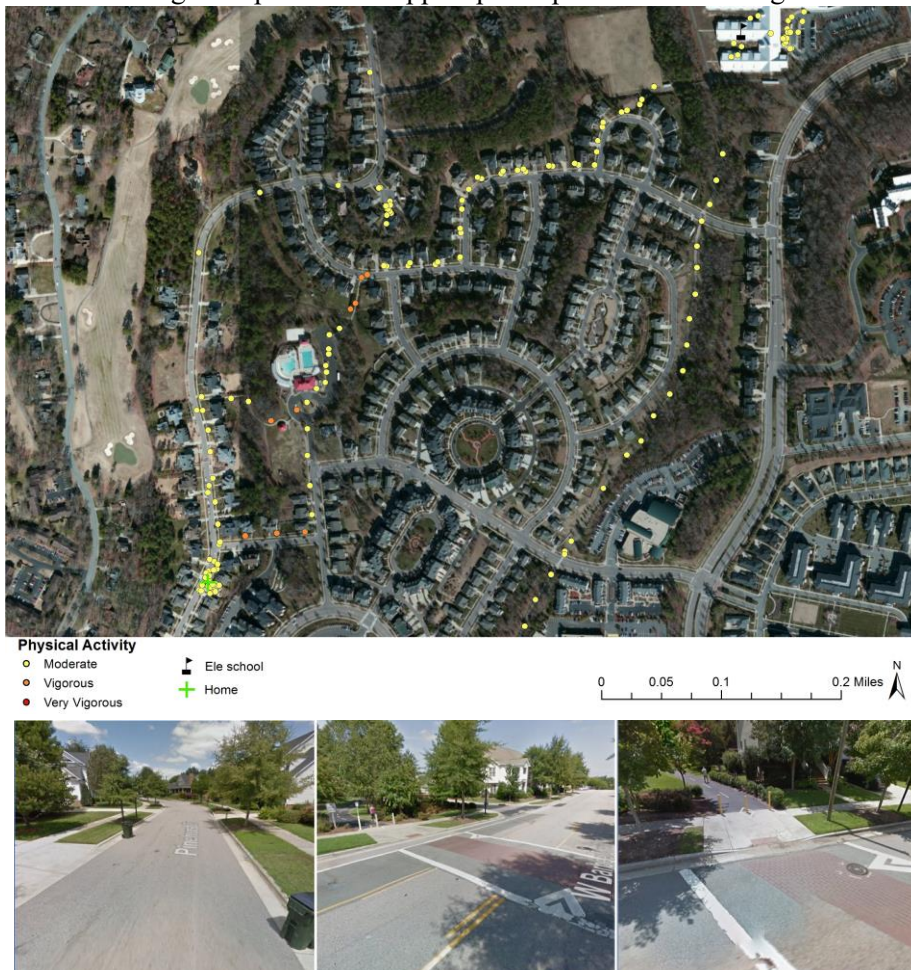 Physical Activity
Moderate
Vigorous
Very Vigorous
Ele school
Home
0 0.05 0.1 0.2 Miles
N
W